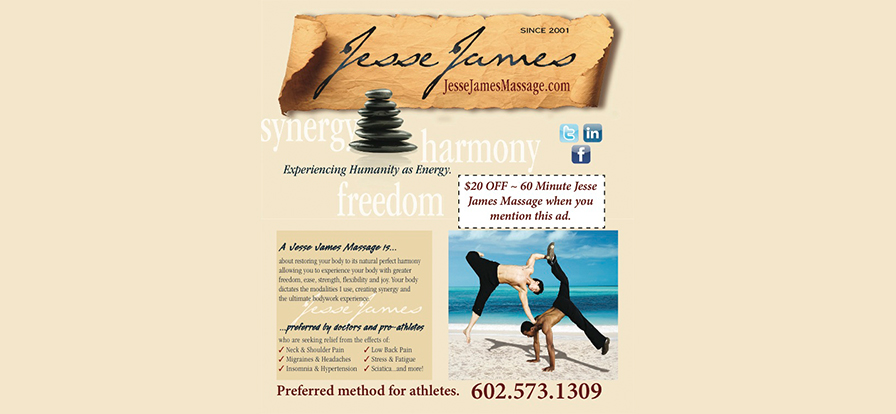 SINCE 2001
Jesse James
JesseJamesMassage.com
synergy
harmony
Experiencing Humanity as Energy.
freedom
$20 OFF ~ 60 Minute Jesse
James Massage when you
mention this ad.
A Jesse James Massage is...
about restoring your body to its natural perfect harmony
allowing you to experience your body with greater
freedom, ease, strength, flexibility and joy. Your body
dictates the modalities I use, creating synergy and
the ultimate bodywork experience.
Jesse James
...preferred by doctors and pro-athletes
who are seeking relief from the effects of:
✓ Neck & Shoulder Pain
✓ Migraines & Headaches
✓ Insomnia & Hypertension
✓ Low Back Pain
✓ Stress & Fatigue
✓ Sciatica...and more!
Preferred method for athletes. 602.573.1309